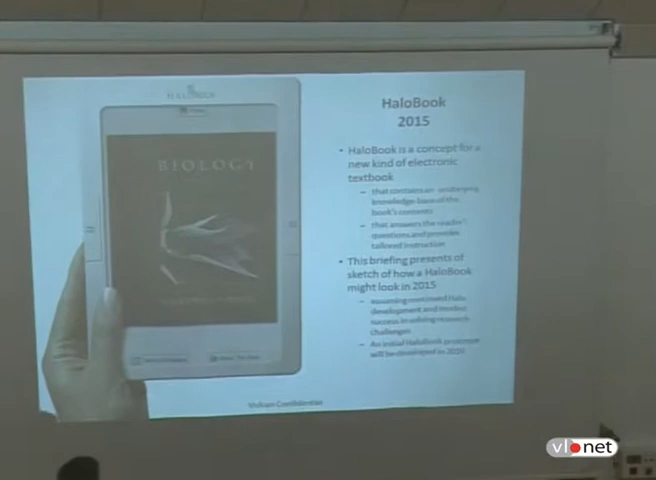 HALOBOOK
BIOLOGY
HaloBook
2015
• HaloBook is a concept for a
new kind of electronic
textbook
– that contains an underlying
knowledge base of the
book's contents
– that answers the reader's
questions and provides
tailored instruction
• This briefing presents of
sketch of how a HaloBook
might look in 2015
– assuming continued Halo
development and modest
success in solving research
challenges
– An initial HaloBook prototype
will be developed in 2010
Vulcan Confidential
vl•net